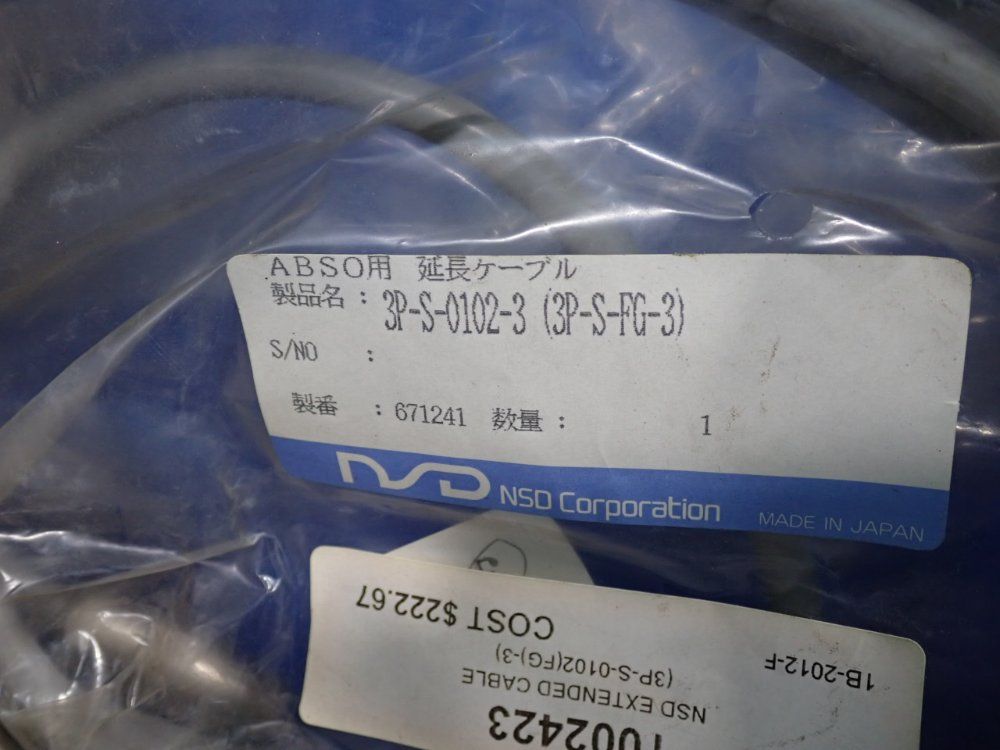 ABSO用 延長ケーブル
製品名 : 3P-S-0102-3 (3P-S-FG-3)
S/NO :
製番 : 671241 数量 : 1
NSD NSD Corporation MADE IN JAPAN
002423
NSD EXTENDED CABLE
(3P-S-0102(FG)-3)
COST $222.67
1B-2012-F